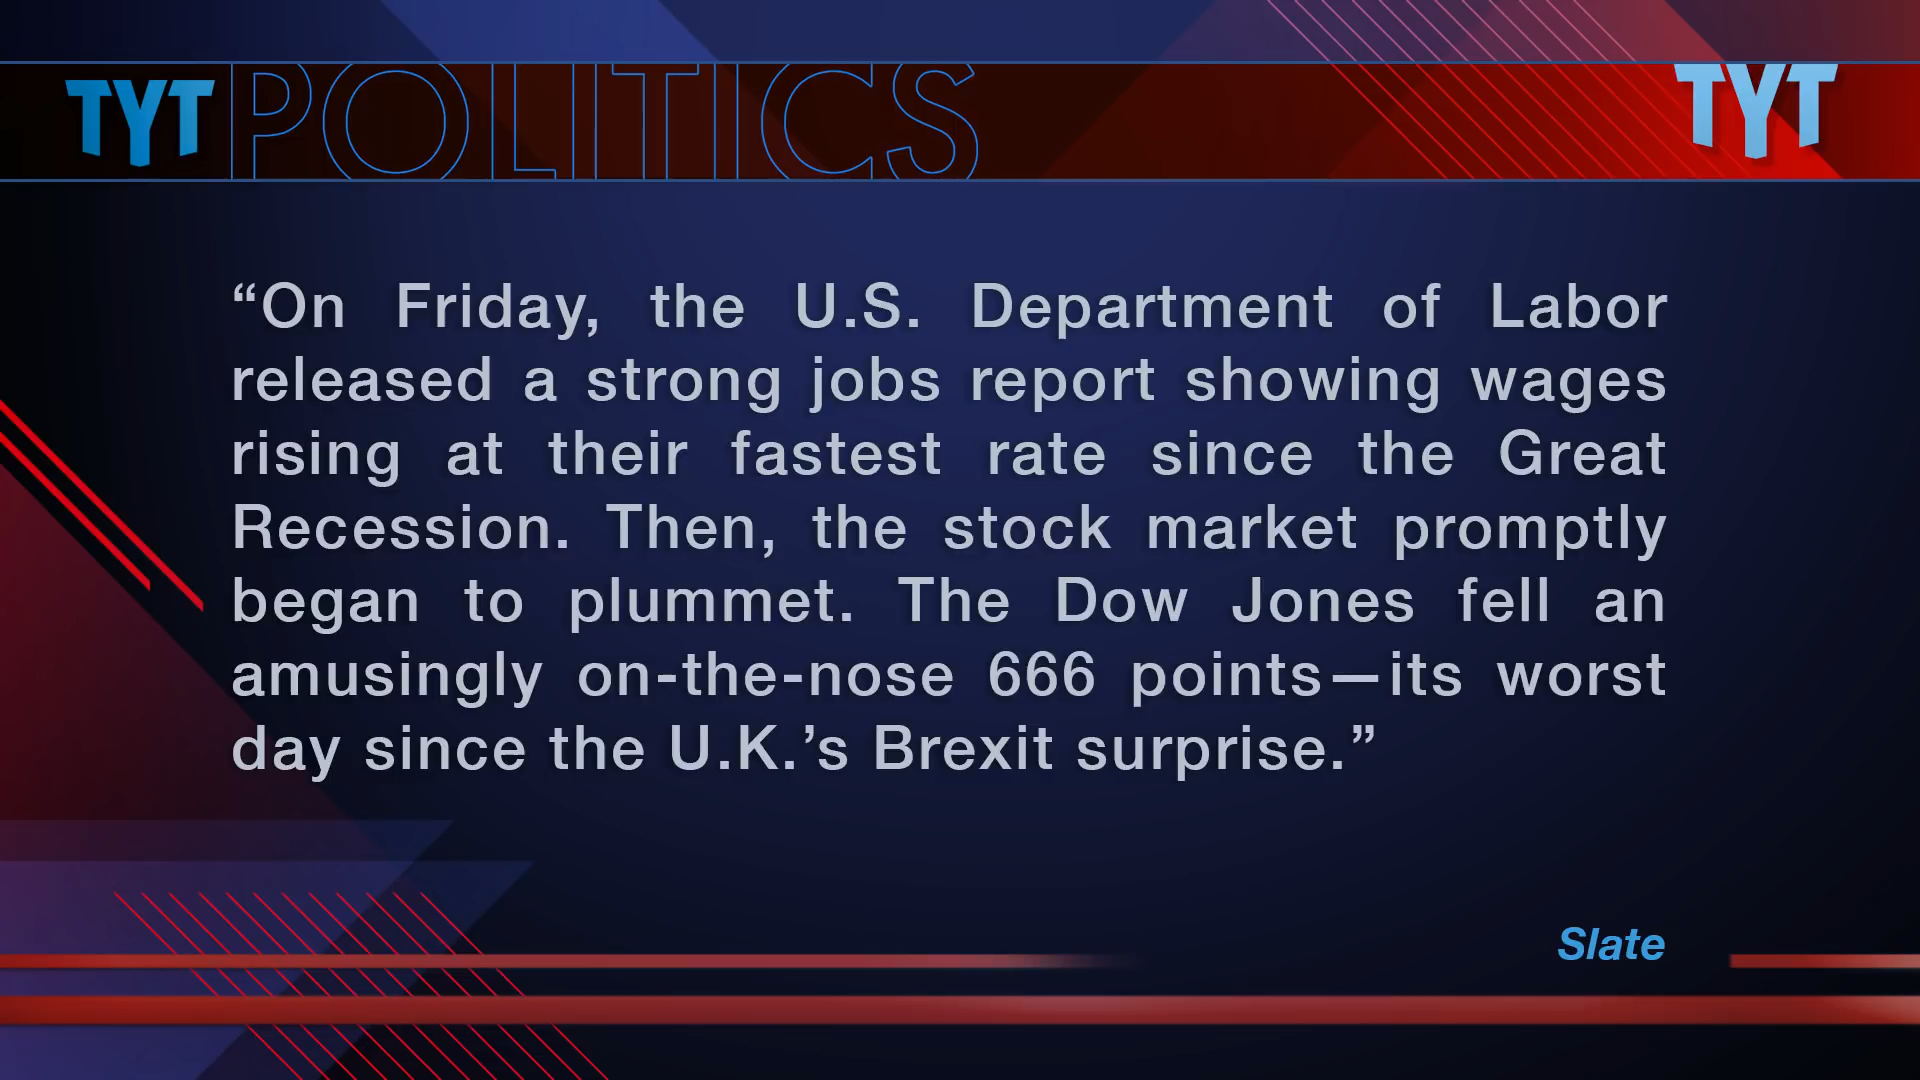 TYT POLITICS TYT
“On Friday, the U.S. Department of Labor
released a strong jobs report showing wages
rising at their fastest rate since the Great
Recession. Then, the stock market promptly
began to plummet. The Dow Jones fell an
amusingly on-the-nose 666 points—its worst
day since the U.K.’s Brexit surprise.”
Slate